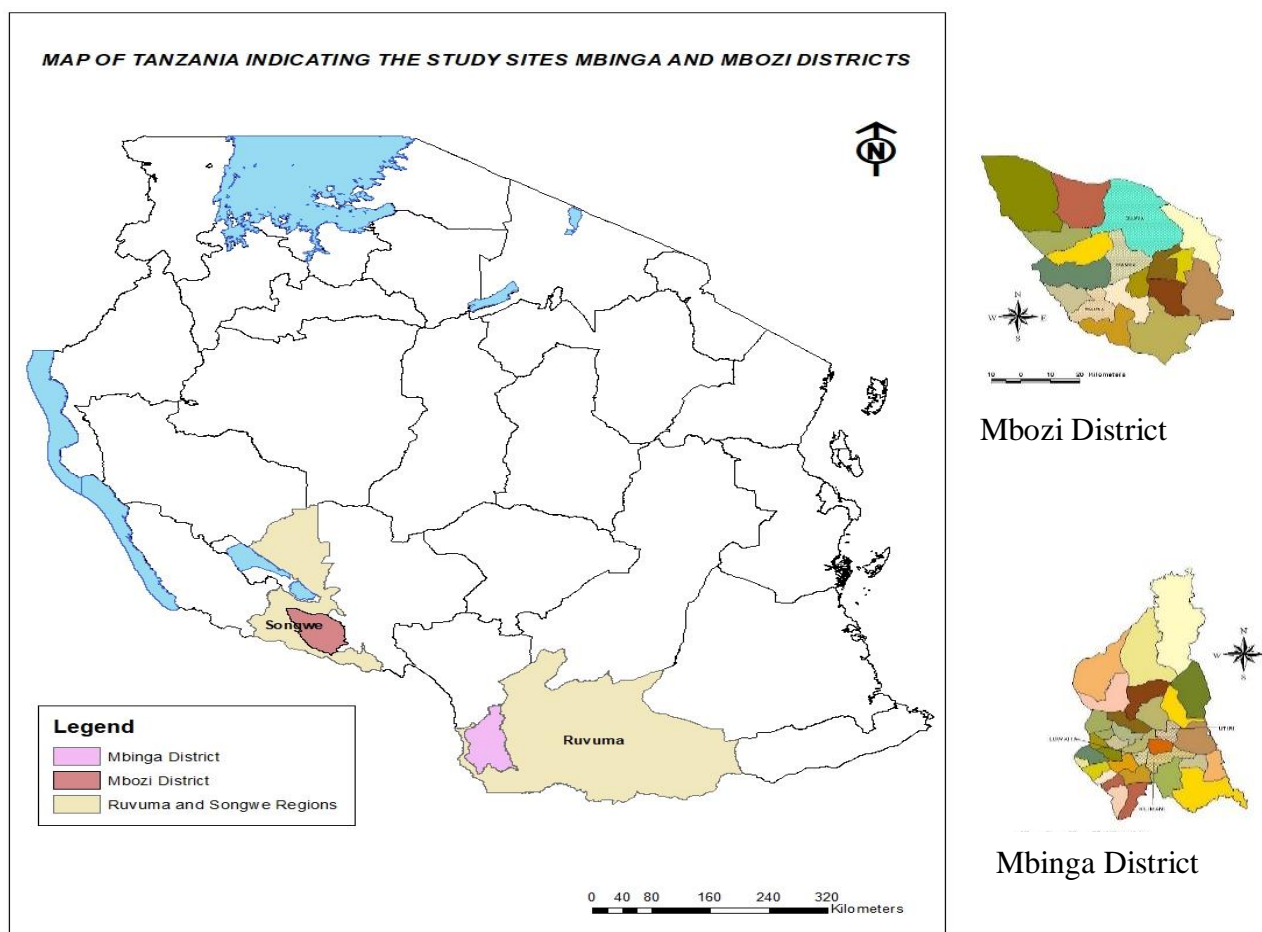 MAP OF TANZANIA INDICATING THE STUDY SITES MBINGA AND MBOZI DISTRICTS
N
Songwe
Ruvuma
Legend
Mbinga District
Mbozi District
Ruvuma and Songwe Regions
0 40 80 160 240 320
Kilometers
N
W E
S
10 0 10 20 Kilometers
Mbozi District
N
W
S
UTIRI
Mbinga District